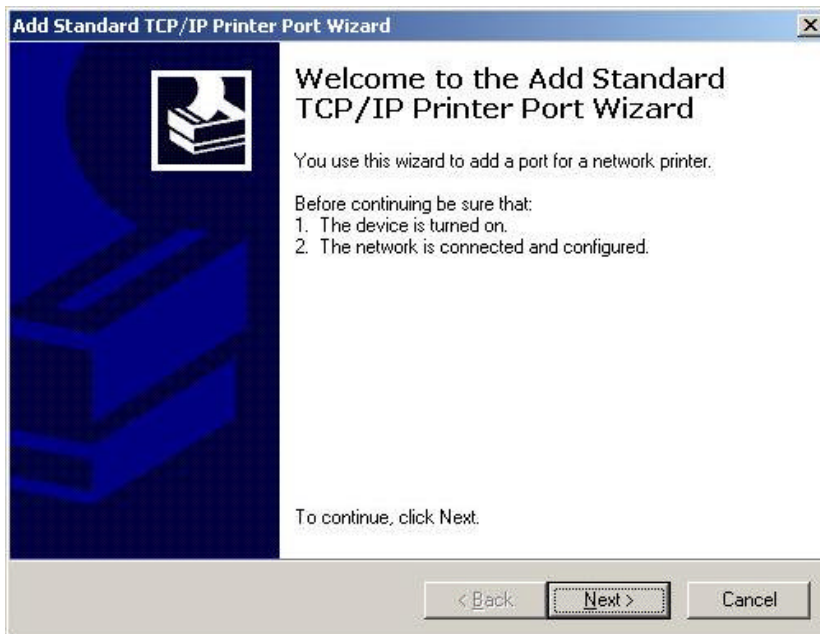 Add Standard TCP/IP Printer Port Wizard
Welcome to the Add Standard
TCP/IP Printer Port Wizard
You use this wizard to add a port for a network printer.
Before continuing be sure that:
1. The device is turned on.
2. The network is connected and configured.
To continue, click Next.
< Back
Next >
Cancel